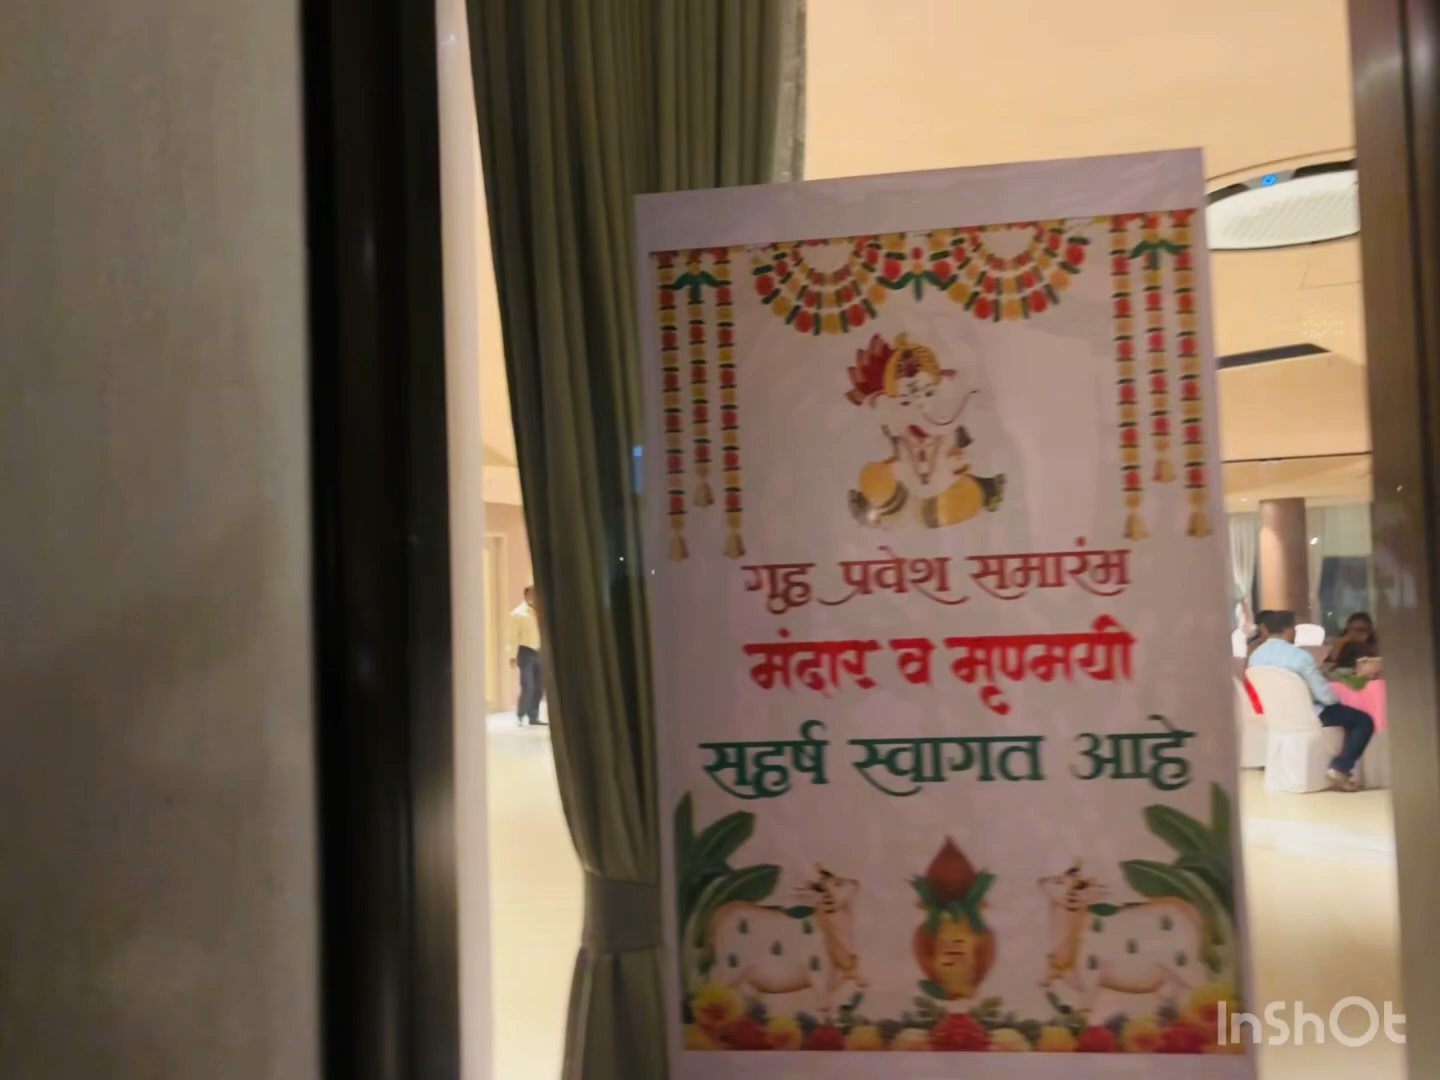 गृह प्रवेश समारंभ
मंदार व मृण्मयी
सहर्ष स्वागत आहे
InShOt